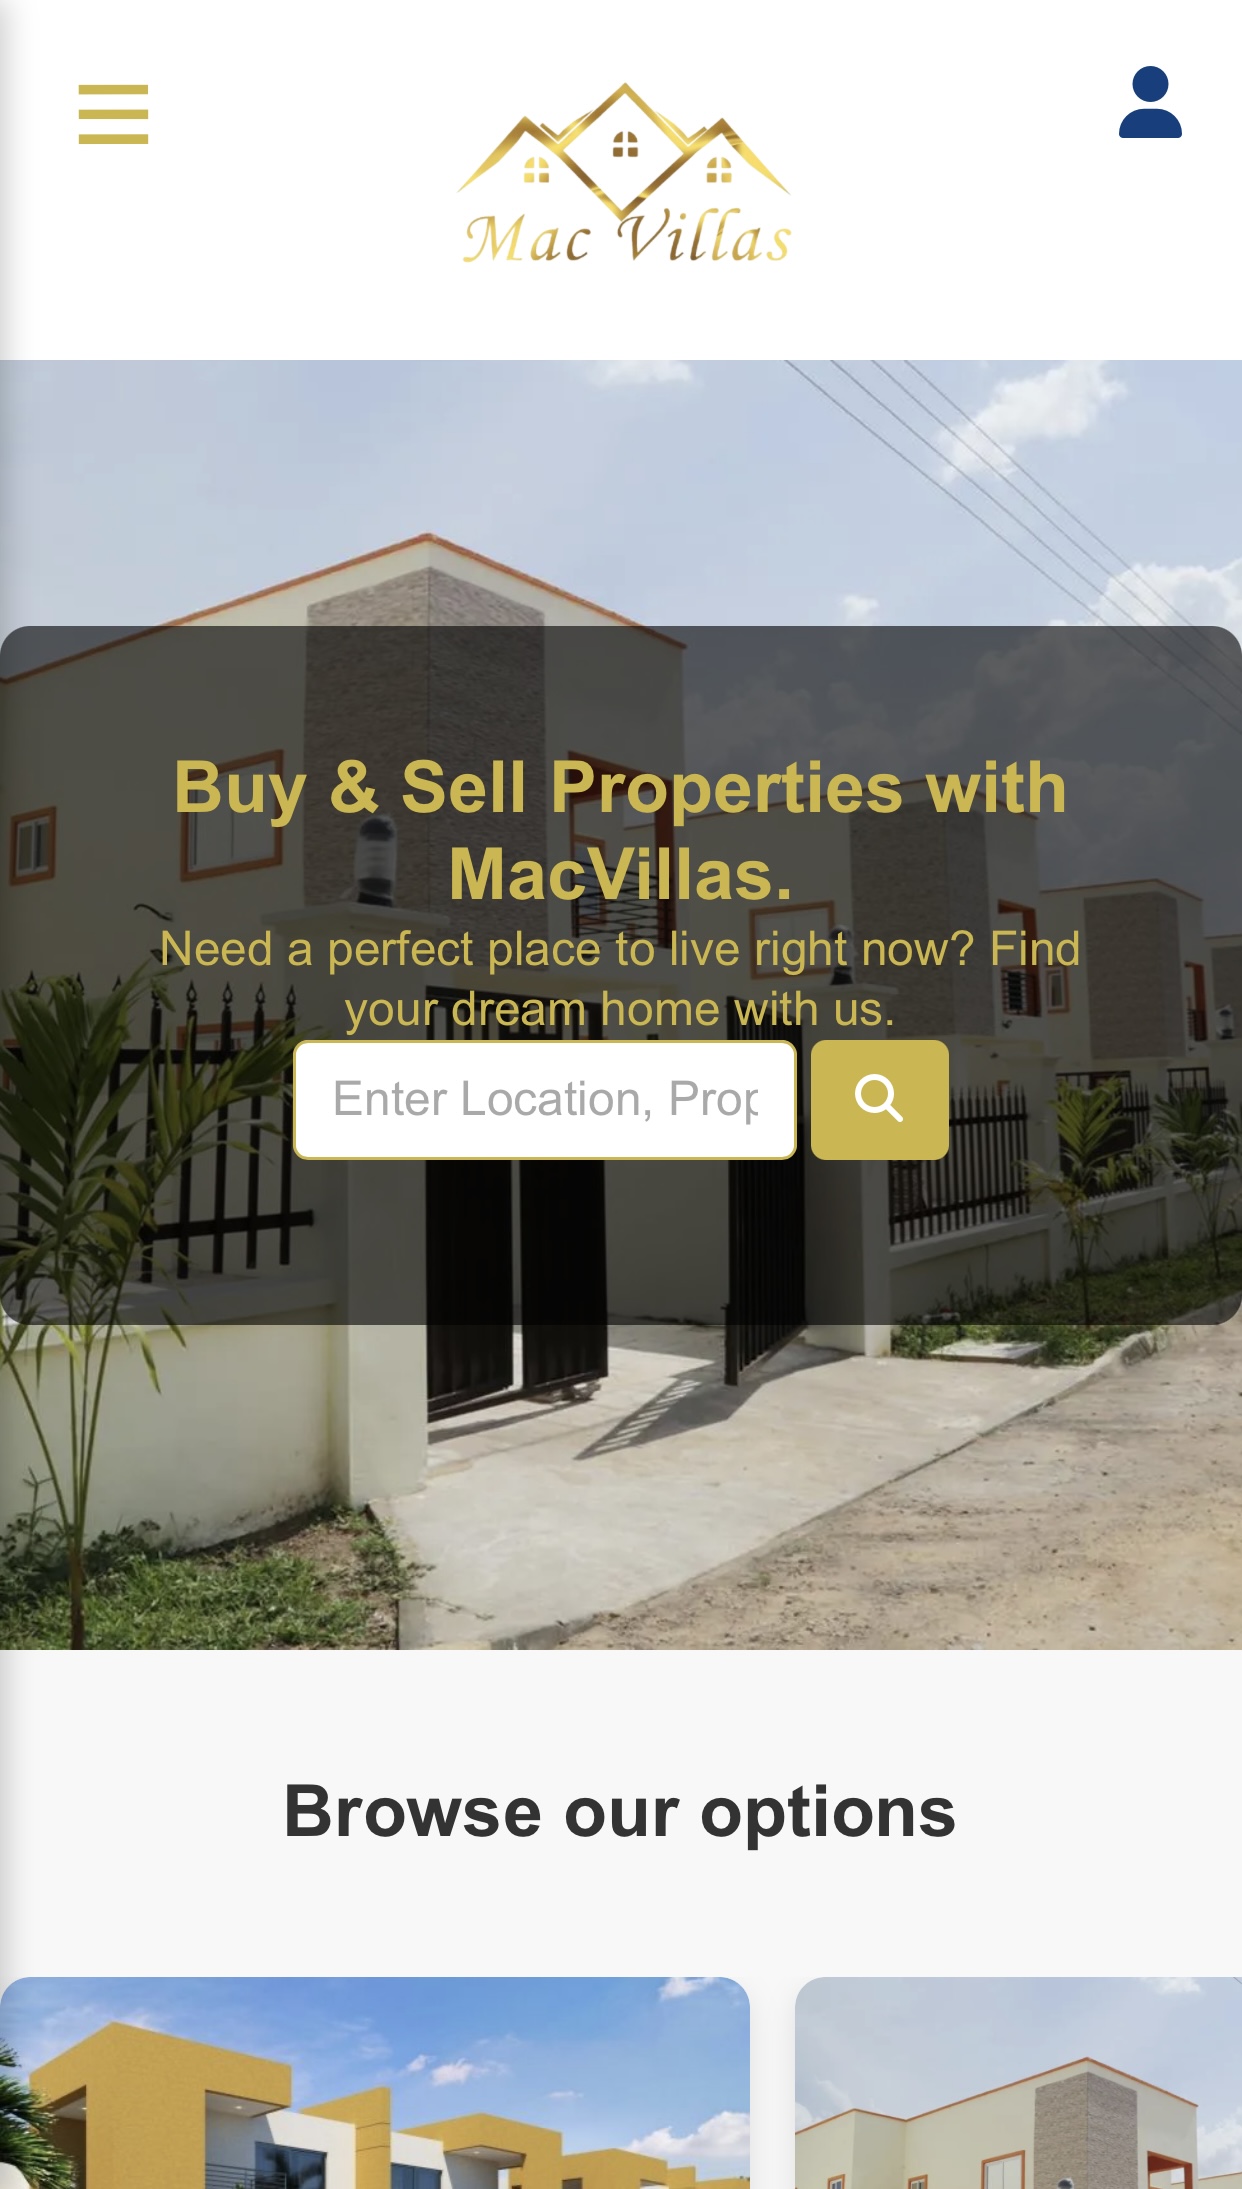 Mac Villas
Buy & Sell Properties with
MacVillas.
Need a perfect place to live right now? Find
your dream home with us.
Enter Location, Prop
Browse our options